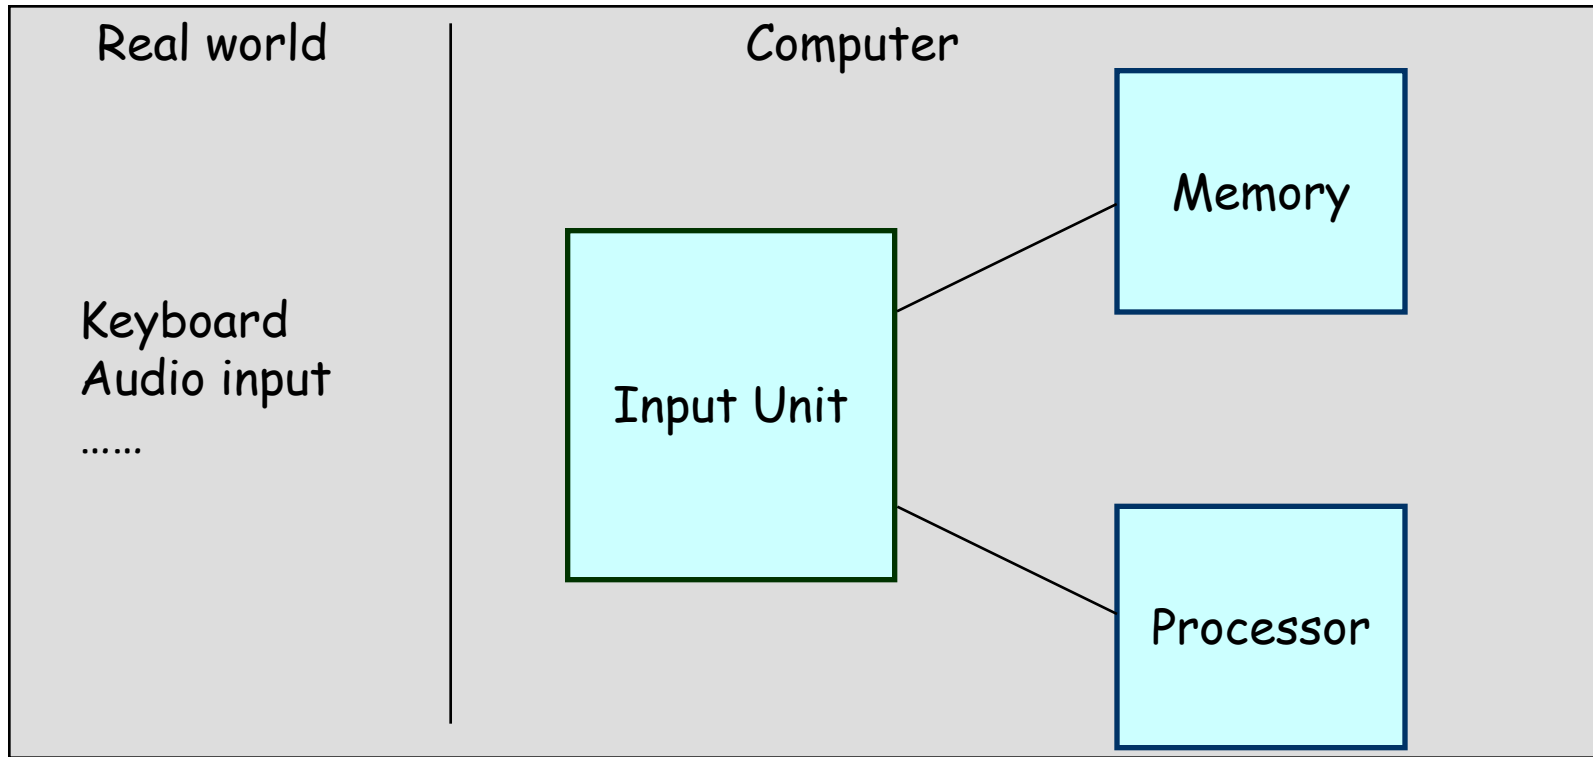 Real world
Computer
Memory
Keyboard
Audio input
......
Input Unit
Processor